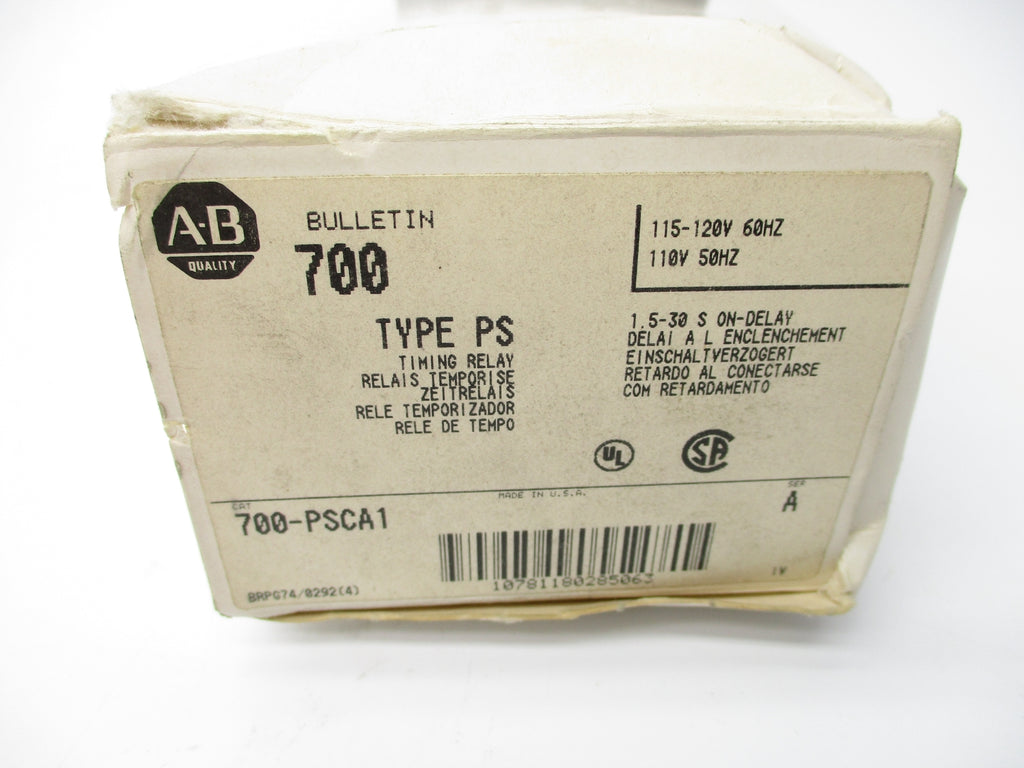 A-B
QUALITY
BULLETIN
700
TYPE PS
TIMING RELAY
RELAIS TEMPORISE
ZEITRELAIS
RELE TEMPORIZADOR
RELE DE TEMPO
115-120V 60HZ
110V 50HZ
1.5-30 S ON-DELAY
DELAI A L ENCLENCHEMENT
EINSCHALTVERZOGERT
RETARDO AL CONECTARSE
COM RETARDAMENTO
UL
SA
MADE IN U.S.A.
CAT
700-PSCA1
SER
A
10781180285063
BRPG74/0292(4)